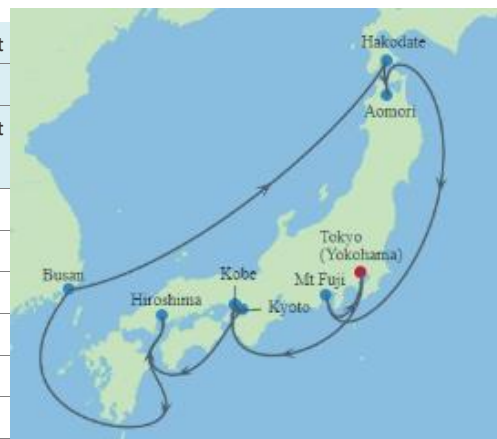 t
t
Hakodate
Aomori
Tokyo
(Yokohama)
Busan
Kobe
Mt Fuji
Hiroshima
Kyoto